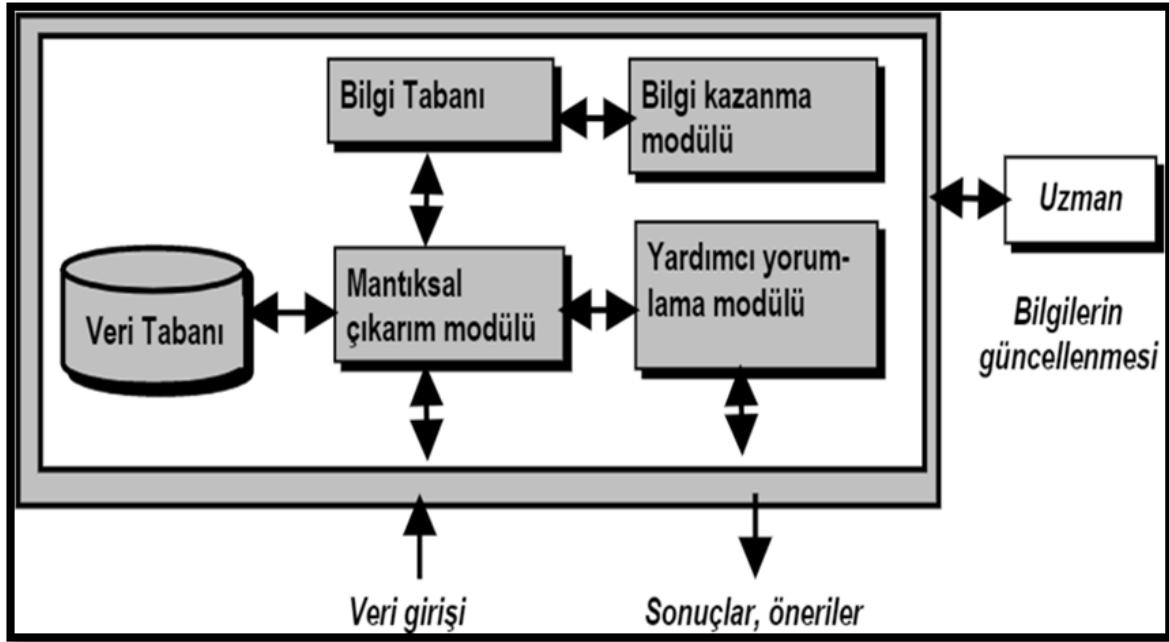 Bilgi Tabanı
Bilgi kazanma
modülü
Uzman
Veri Tabanı
Mantıksal
çıkarım modülü
Yardımcı yorum-
lama modülü
Bilgilerin
güncellenmesi
Veri girişi
Sonuçlar, öneriler